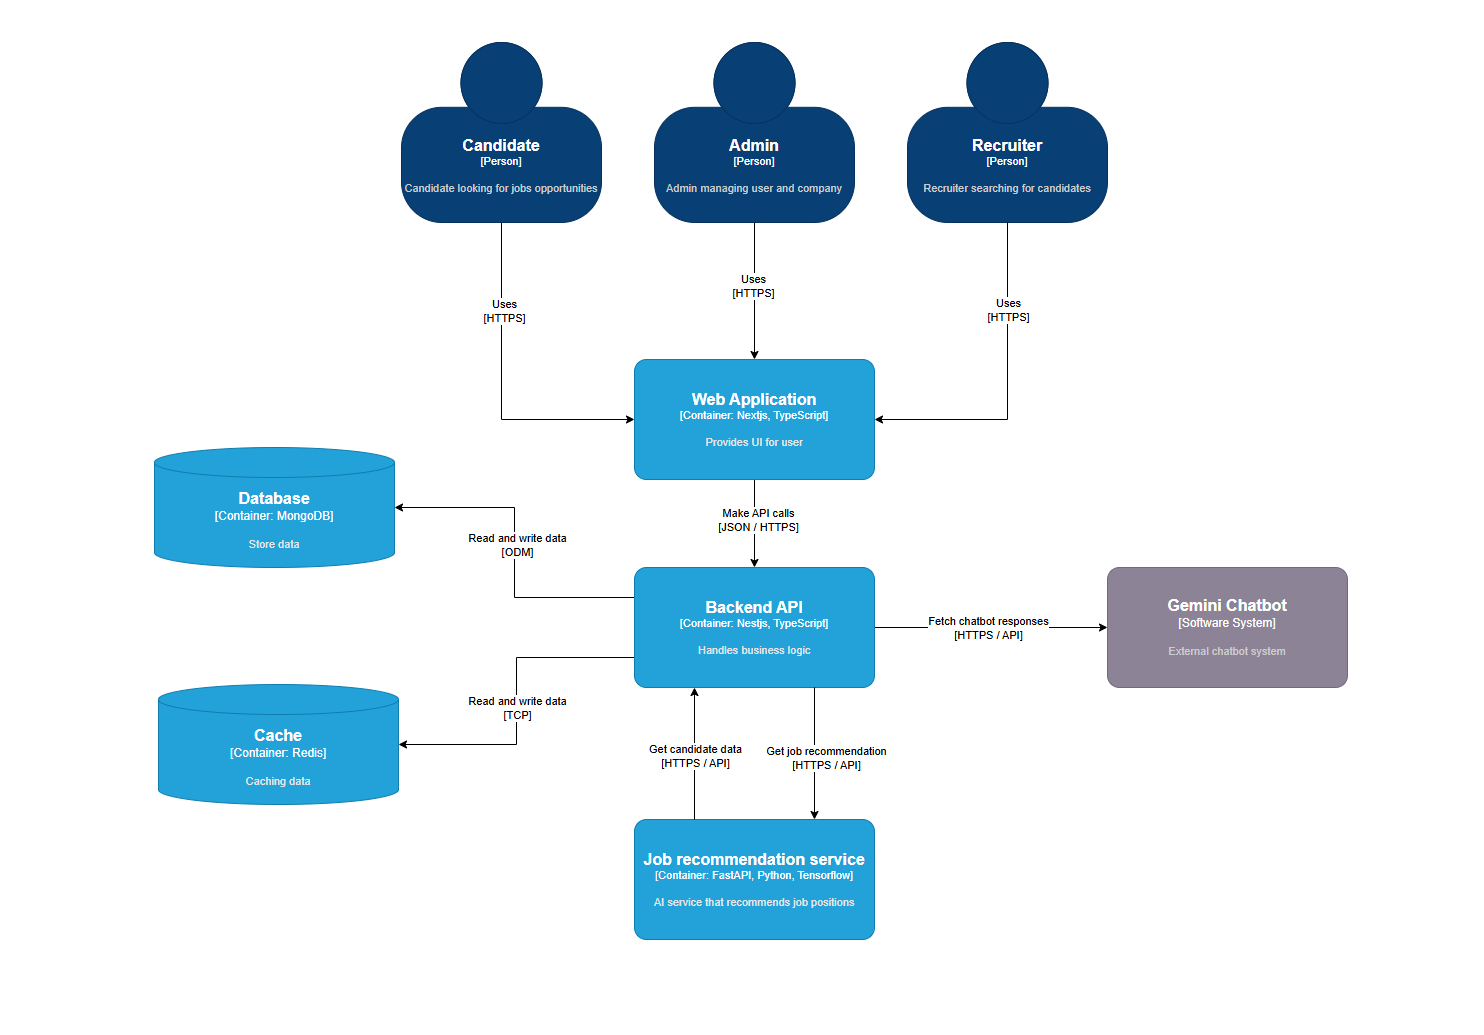 Candidate
[Person]
Candidate looking for jobs opportunities
Admin
[Person]
Admin managing user and company
Recruiter
[Person]
Recruiter searching for candidates
Uses
[HTTPS]
Uses
[HTTPS]
Uses
[HTTPS]
Web Application
[Container: Nextjs, TypeScript]
Provides UI for user
Database
[Container: MongoDB]
Store data
Make API calls
[JSON / HTTPS]
Read and write data
[ODM]
Backend API
[Container: Nestjs, TypeScript]
Handles business logic
Fetch chatbot responses
[HTTPS / API]
Gemini Chatbot
[Software System]
External chatbot system
Read and write data
[TCP]
Cache
[Container: Redis]
Caching data
Get candidate data
[HTTPS / API]
Get job recommendation
[HTTPS / API]
Job recommendation service
[Container: FastAPI, Python, Tensorflow]
AI service that recommends job positions